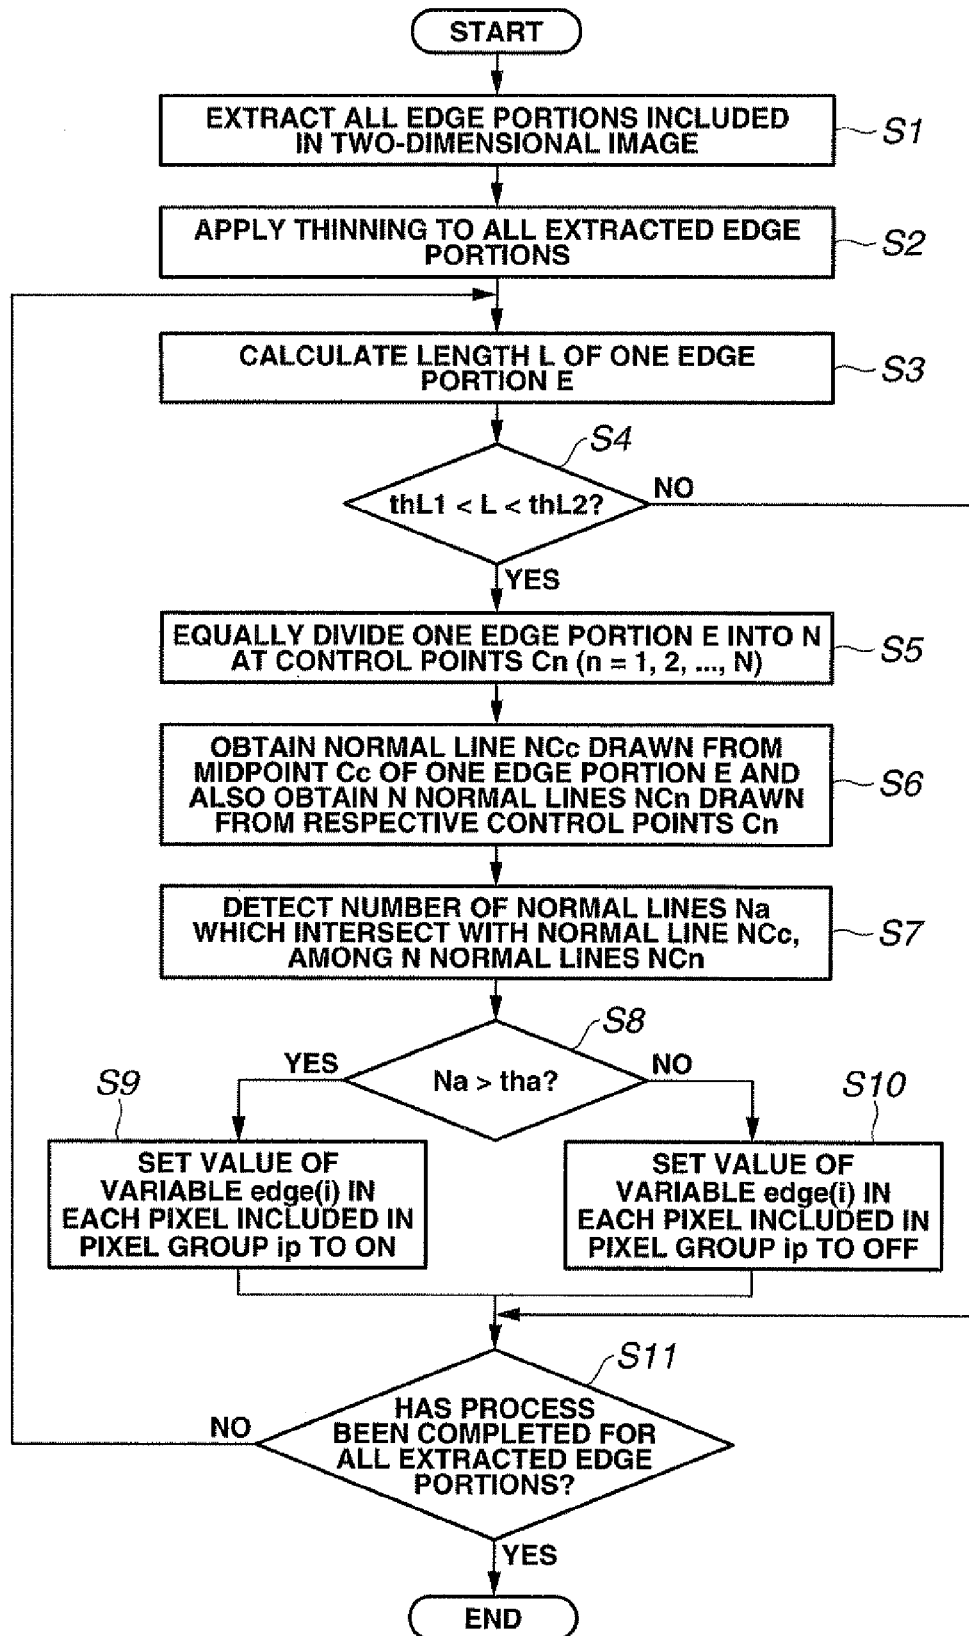 START
EXTRACT ALL EDGE PORTIONS INCLUDED
IN TWO-DIMENSIONAL IMAGE
S1
APPLY THINNING TO ALL EXTRACTED EDGE
PORTIONS
S2
CALCULATE LENGTH L OF ONE EDGE
PORTION E
S3
S4
thL1 < L < thL2?
NO
YES
EQUALLY DIVIDE ONE EDGE PORTION E INTO N
AT CONTROL POINTS Cn (n = 1, 2, ..., N)
S5
OBTAIN NORMAL LINE NCc DRAWN FROM
MIDPOINT Cc OF ONE EDGE PORTION E AND
ALSO OBTAIN N NORMAL LINES NCn DRAWN
FROM RESPECTIVE CONTROL POINTS Cn
S6
DETECT NUMBER OF NORMAL LINES Na
WHICH INTERSECT WITH NORMAL LINE NCc,
AMONG N NORMAL LINES NCn
S7
S8
YES
Na > tha?
NO
S9
SET VALUE OF
VARIABLE edge(i) IN
EACH PIXEL INCLUDED IN
PIXEL GROUP ip TO ON
S10
SET VALUE OF
VARIABLE edge(i) IN
EACH PIXEL INCLUDED IN
PIXEL GROUP ip TO OFF
S11
NO
HAS PROCESS
BEEN COMPLETED FOR
ALL EXTRACTED EDGE
PORTIONS?
YES
END